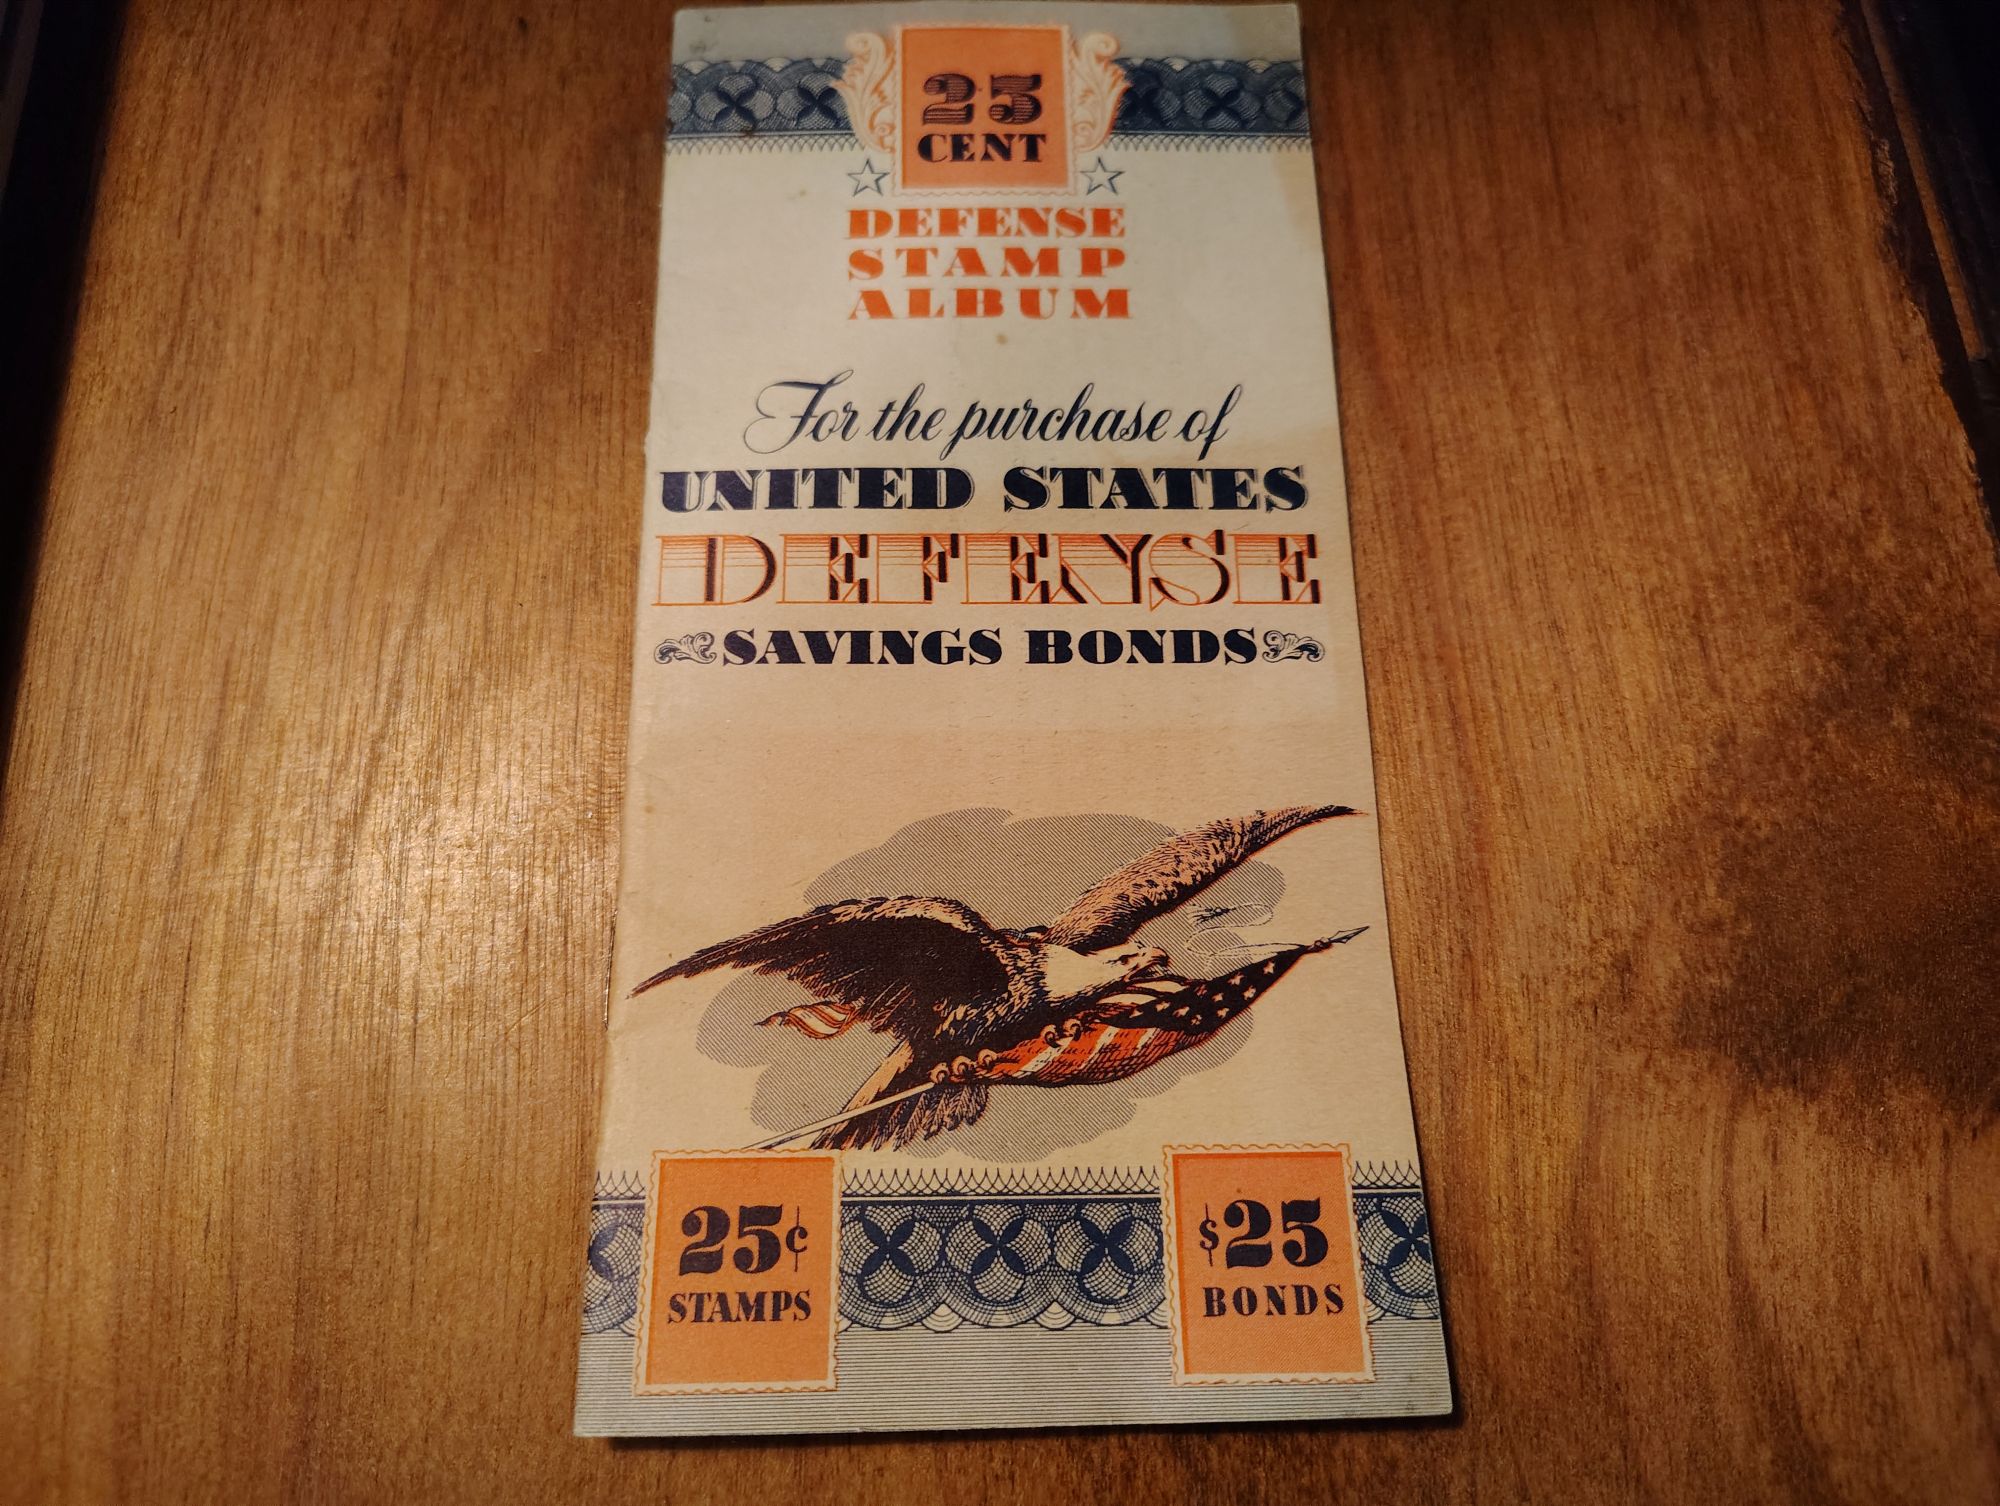 25
CENT
DEFENSE
STAMP
ALBUM
For the purchase of
UNITED STATES
DEFENSE
SAVINGS BONDS
25¢
STAMPS
$25
BONDS